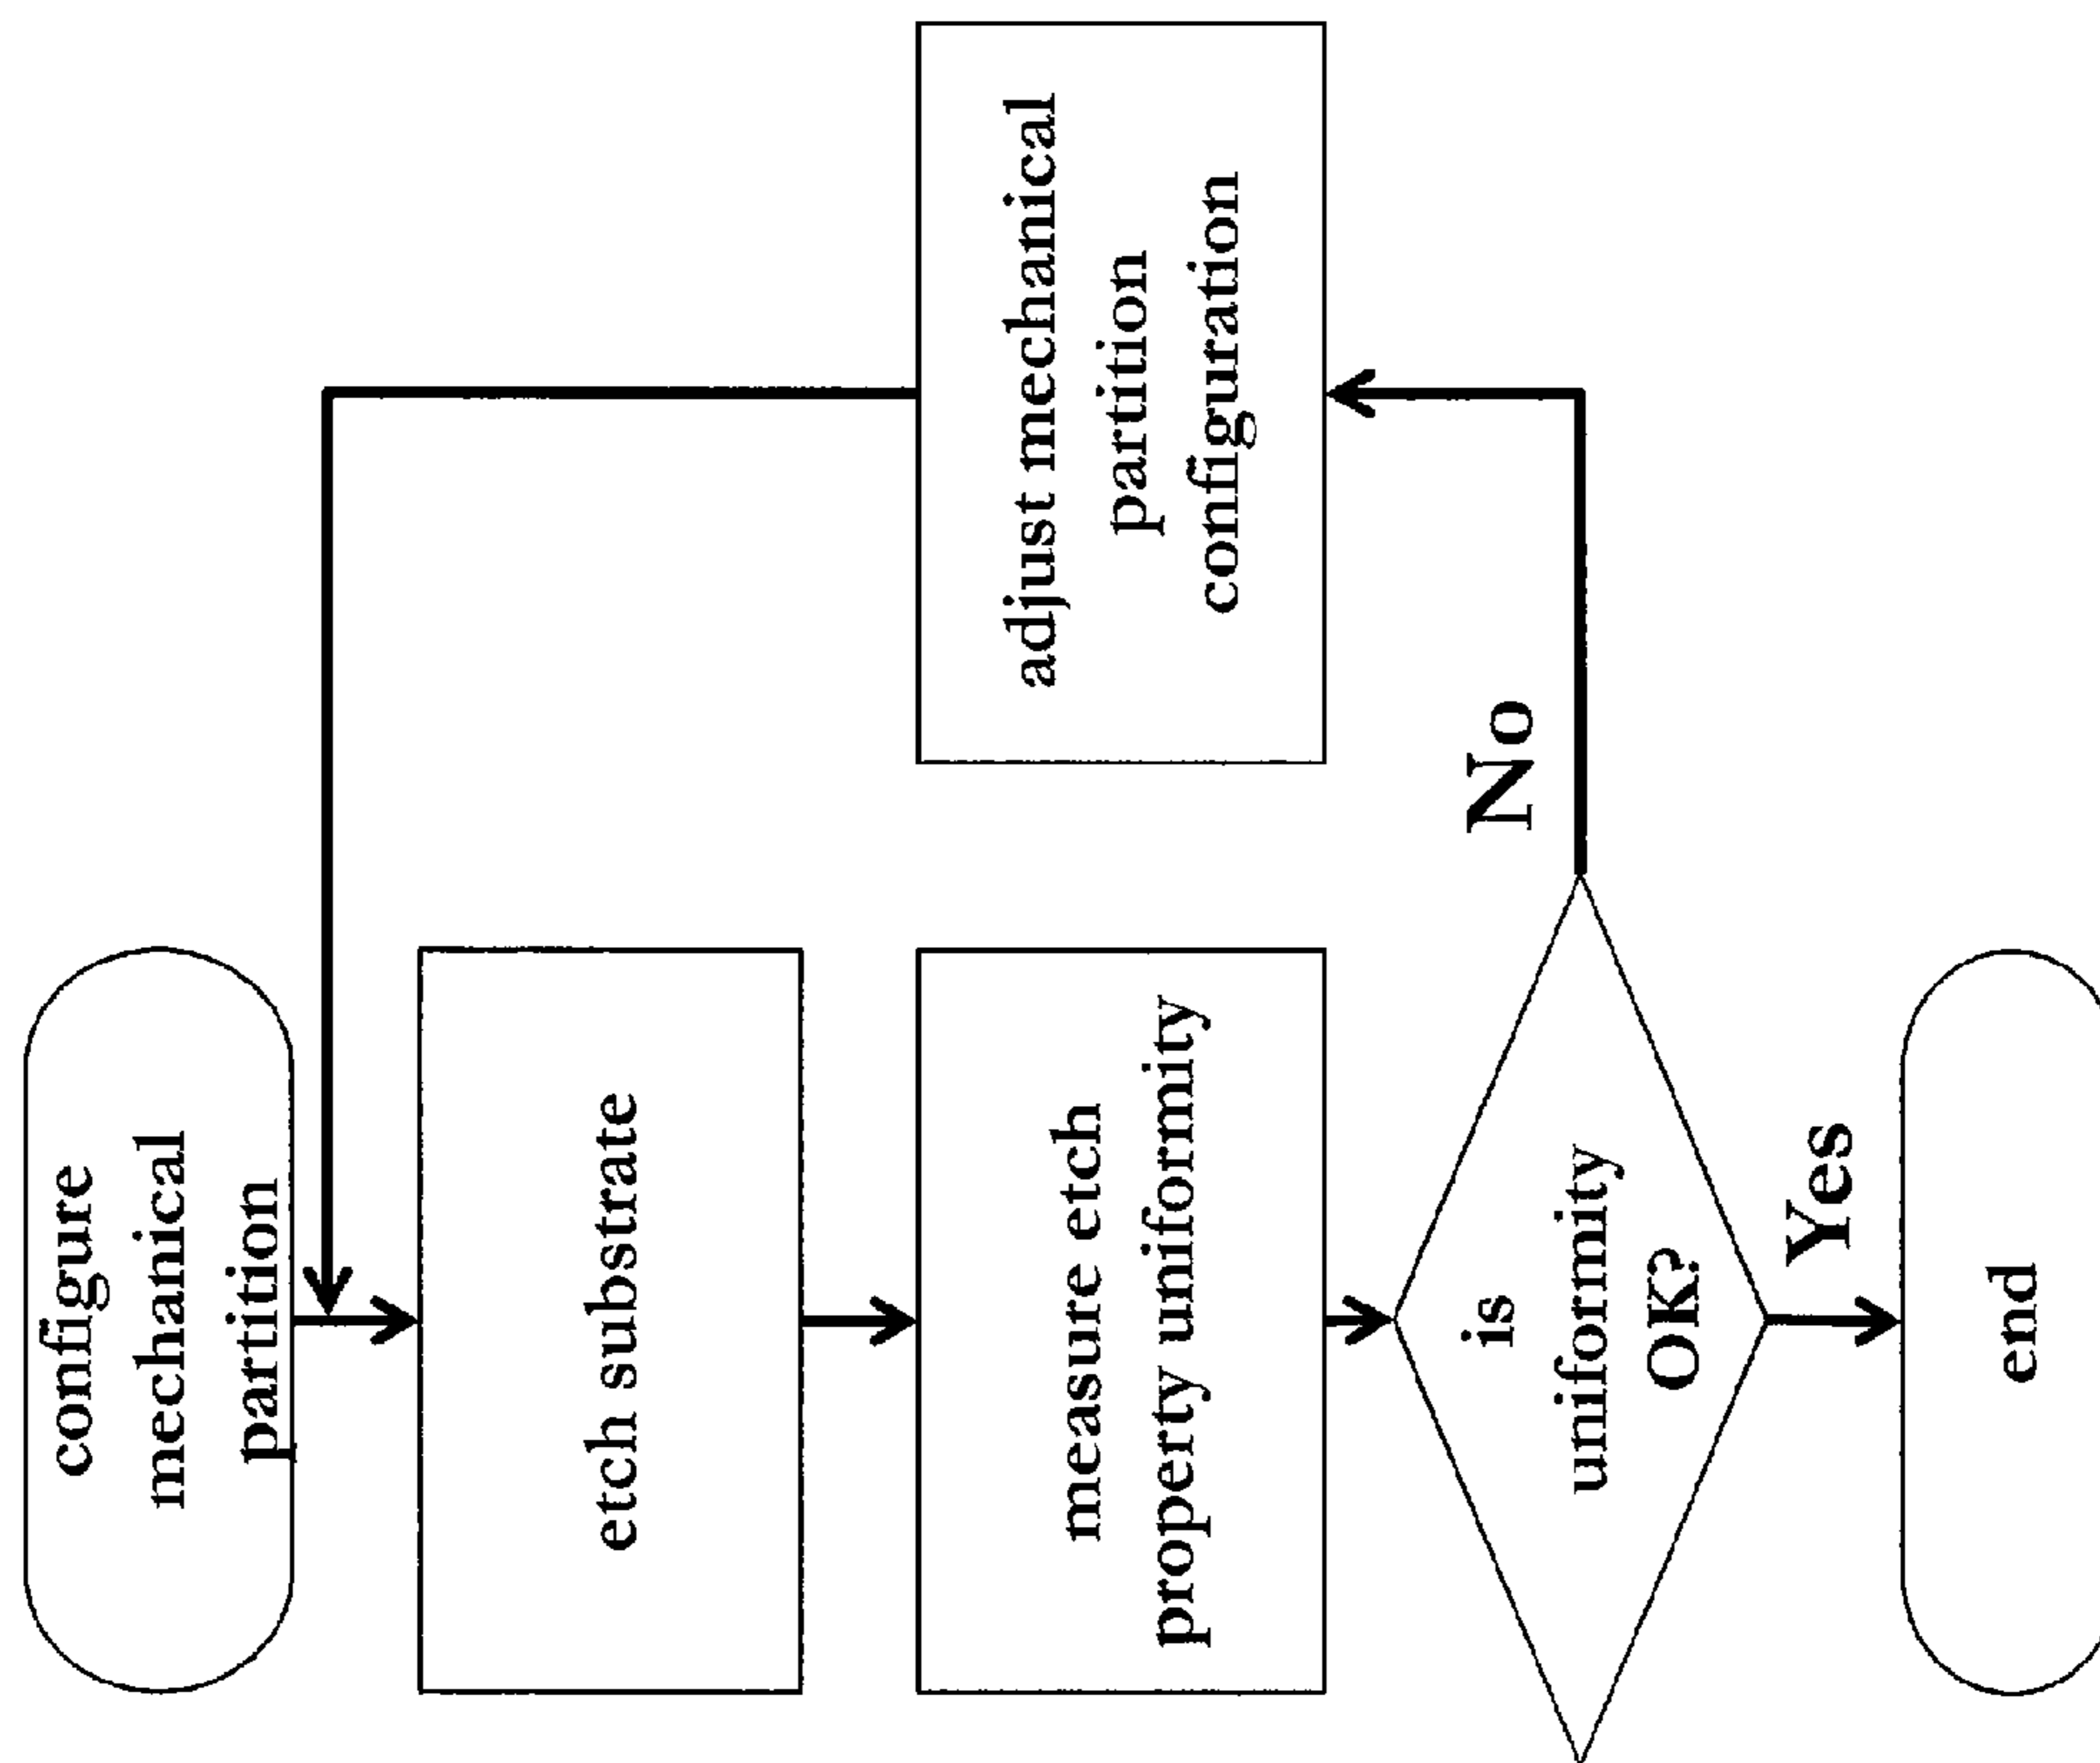 configure
mechanical
partition
etch substrate
measure etch
property uniformity
is
uniformity
OK?
No
Yes
adjust mechanical
partition
configuration
end